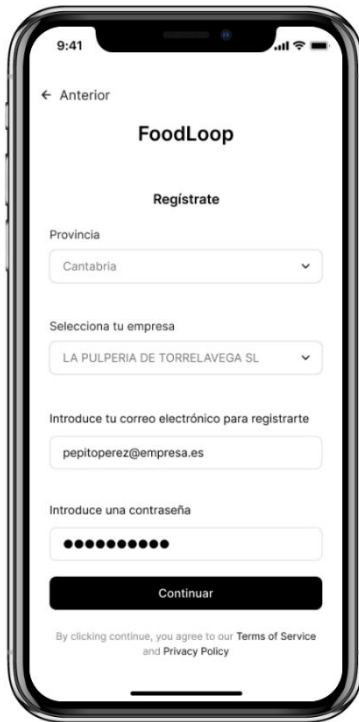 9:41
← Anterior
FoodLoop
Regístrate
Provincia
Cantabria
Selecciona tu empresa
LA PULPERIA DE TORRELAVEGA SL
Introduce tu correo electrónico para registrarte
pepitoperez@empresa.es
Introduce una contraseña
●●●●●●●●●●
Continuar
By clicking continue, you agree to our Terms of Service
and Privacy Policy